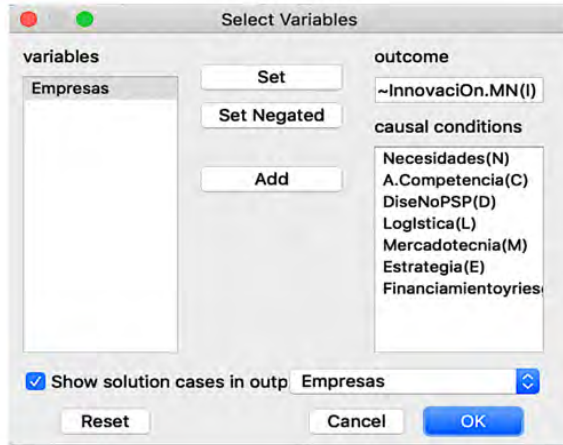 Select Variables
variables
Empresas
Set
Set Negated
Add
outcome
~InnovaciOn.MN(I)
causal conditions
Necesidades(N)
A.Competencia(C)
DiseNoPSP(D)
LogIstica(L)
Mercadotecnia(M)
Estrategia(E)
Financiamientoyries
Show solution cases in outp Empresas
Reset
Cancel
OK